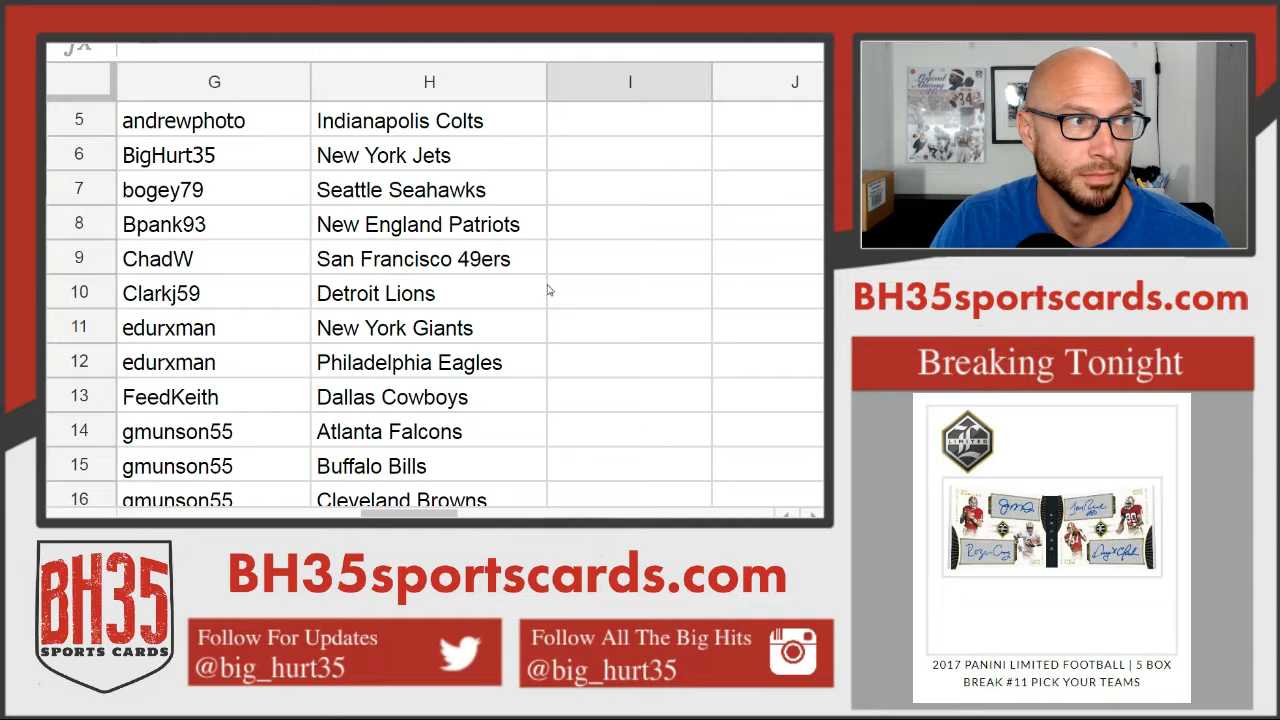 fx
G H I J
5 andrewphoto Indianapolis Colts
6 BigHurt35 New York Jets
7 bogey79 Seattle Seahawks
8 Bpank93 New England Patriots
9 ChadW San Francisco 49ers
10 Clarkj59 Detroit Lions
11 edurxman New York Giants
12 edurxman Philadelphia Eagles
13 FeedKeith Dallas Cowboys
14 gmunson55 Atlanta Falcons
15 gmunson55 Buffalo Bills
16 gmunson55 Cleveland Browns
34
BH35sportscards.com
Breaking Tonight
LIMITED
2017 PANINI LIMITED FOOTBALL | 5 BOX
BREAK #11 PICK YOUR TEAMS
BH35
SPORTS CARDS
BH35sportscards.com
Follow For Updates
@big_hurt35
Follow All The Big Hits
@big_hurt35